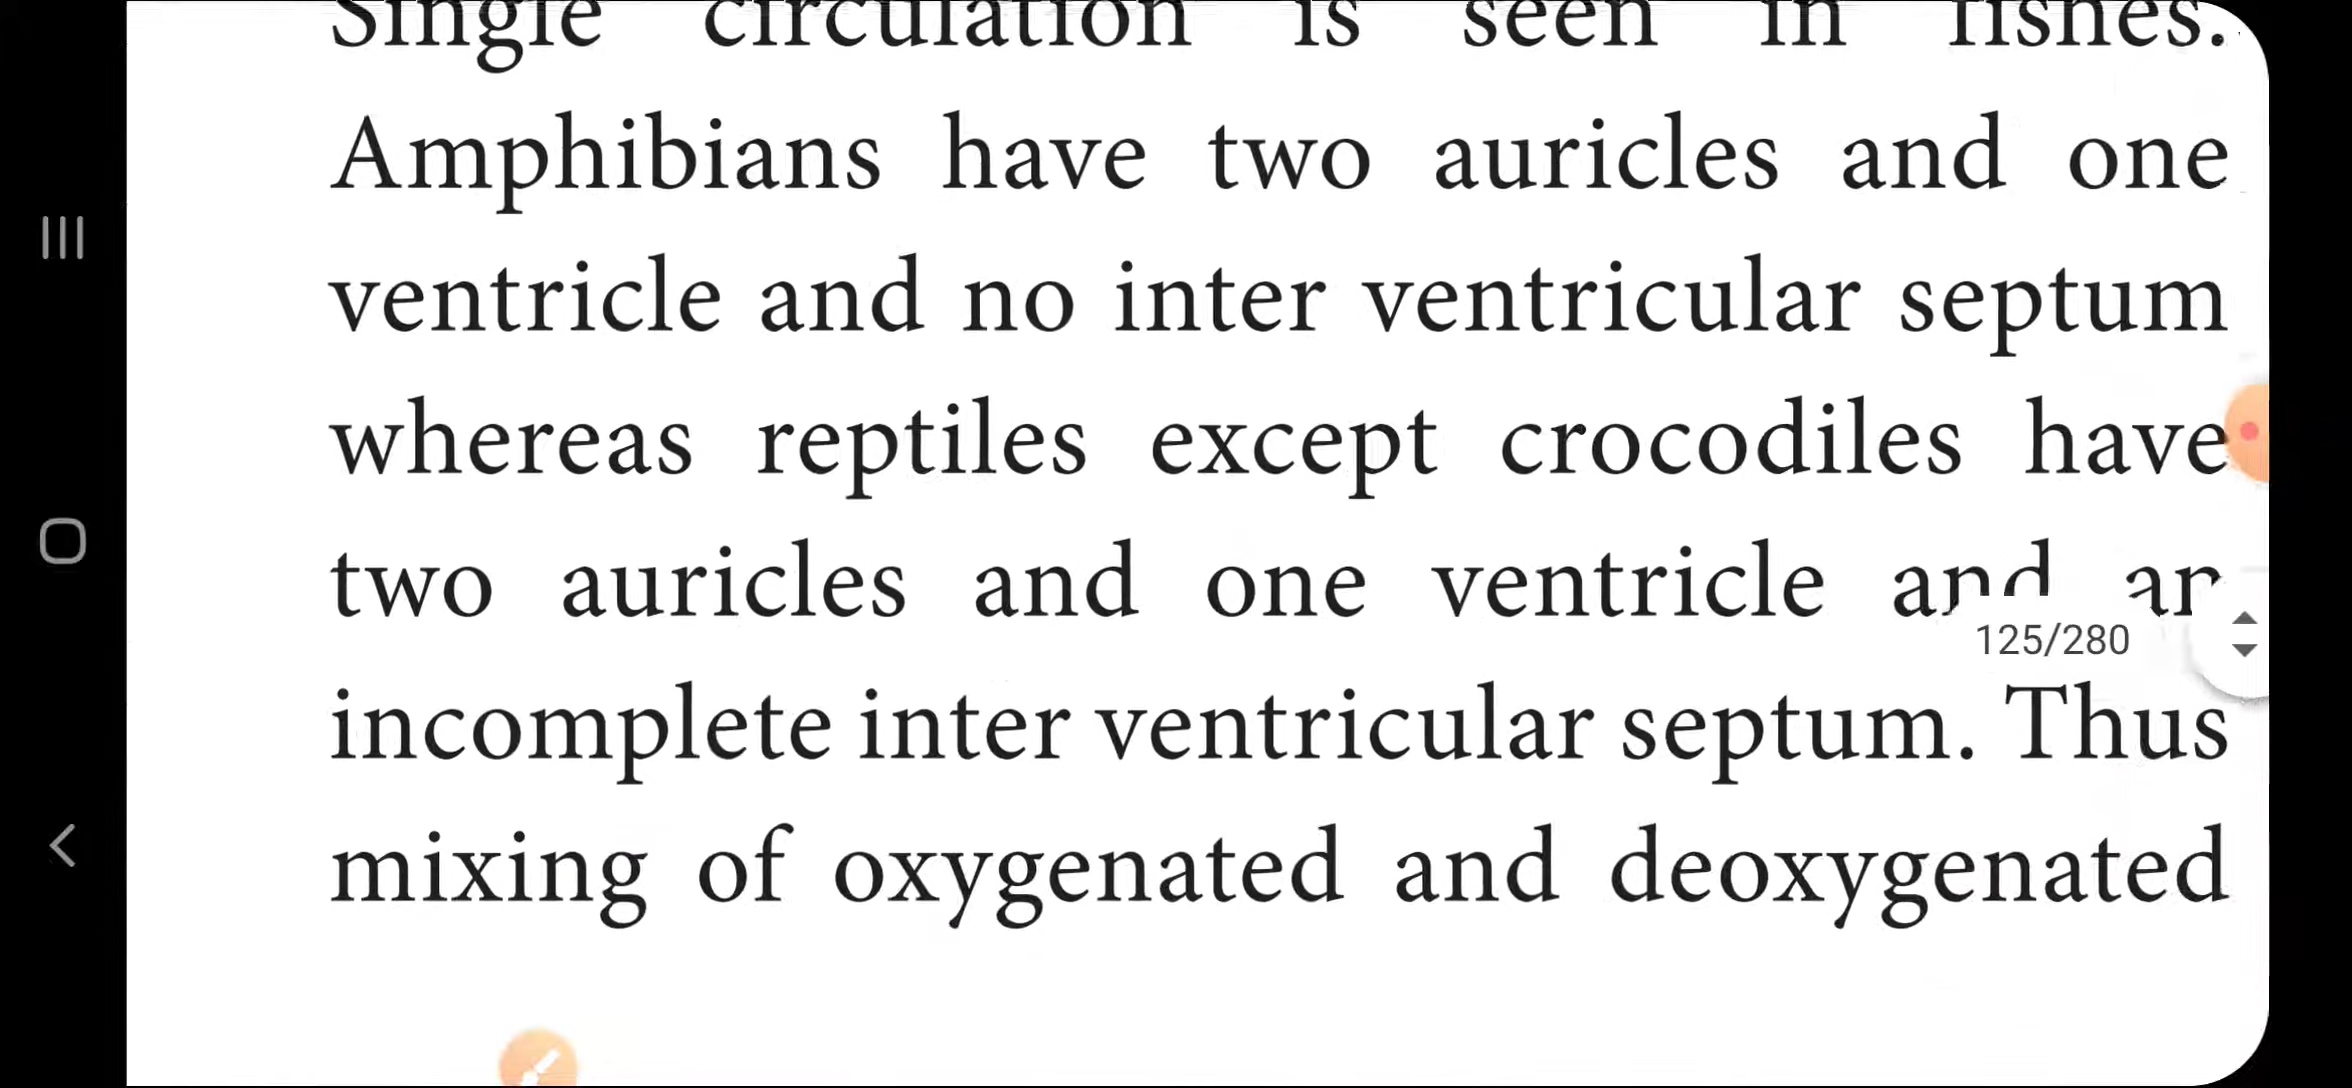 Single circulation is seen in fishes.
Amphibians have two auricles and one
ventricle and no inter ventricular septum
whereas reptiles except crocodiles have
two auricles and one ventricle and an
125/280
incomplete inter ventricular septum. Thus
mixing of oxygenated and deoxygenated